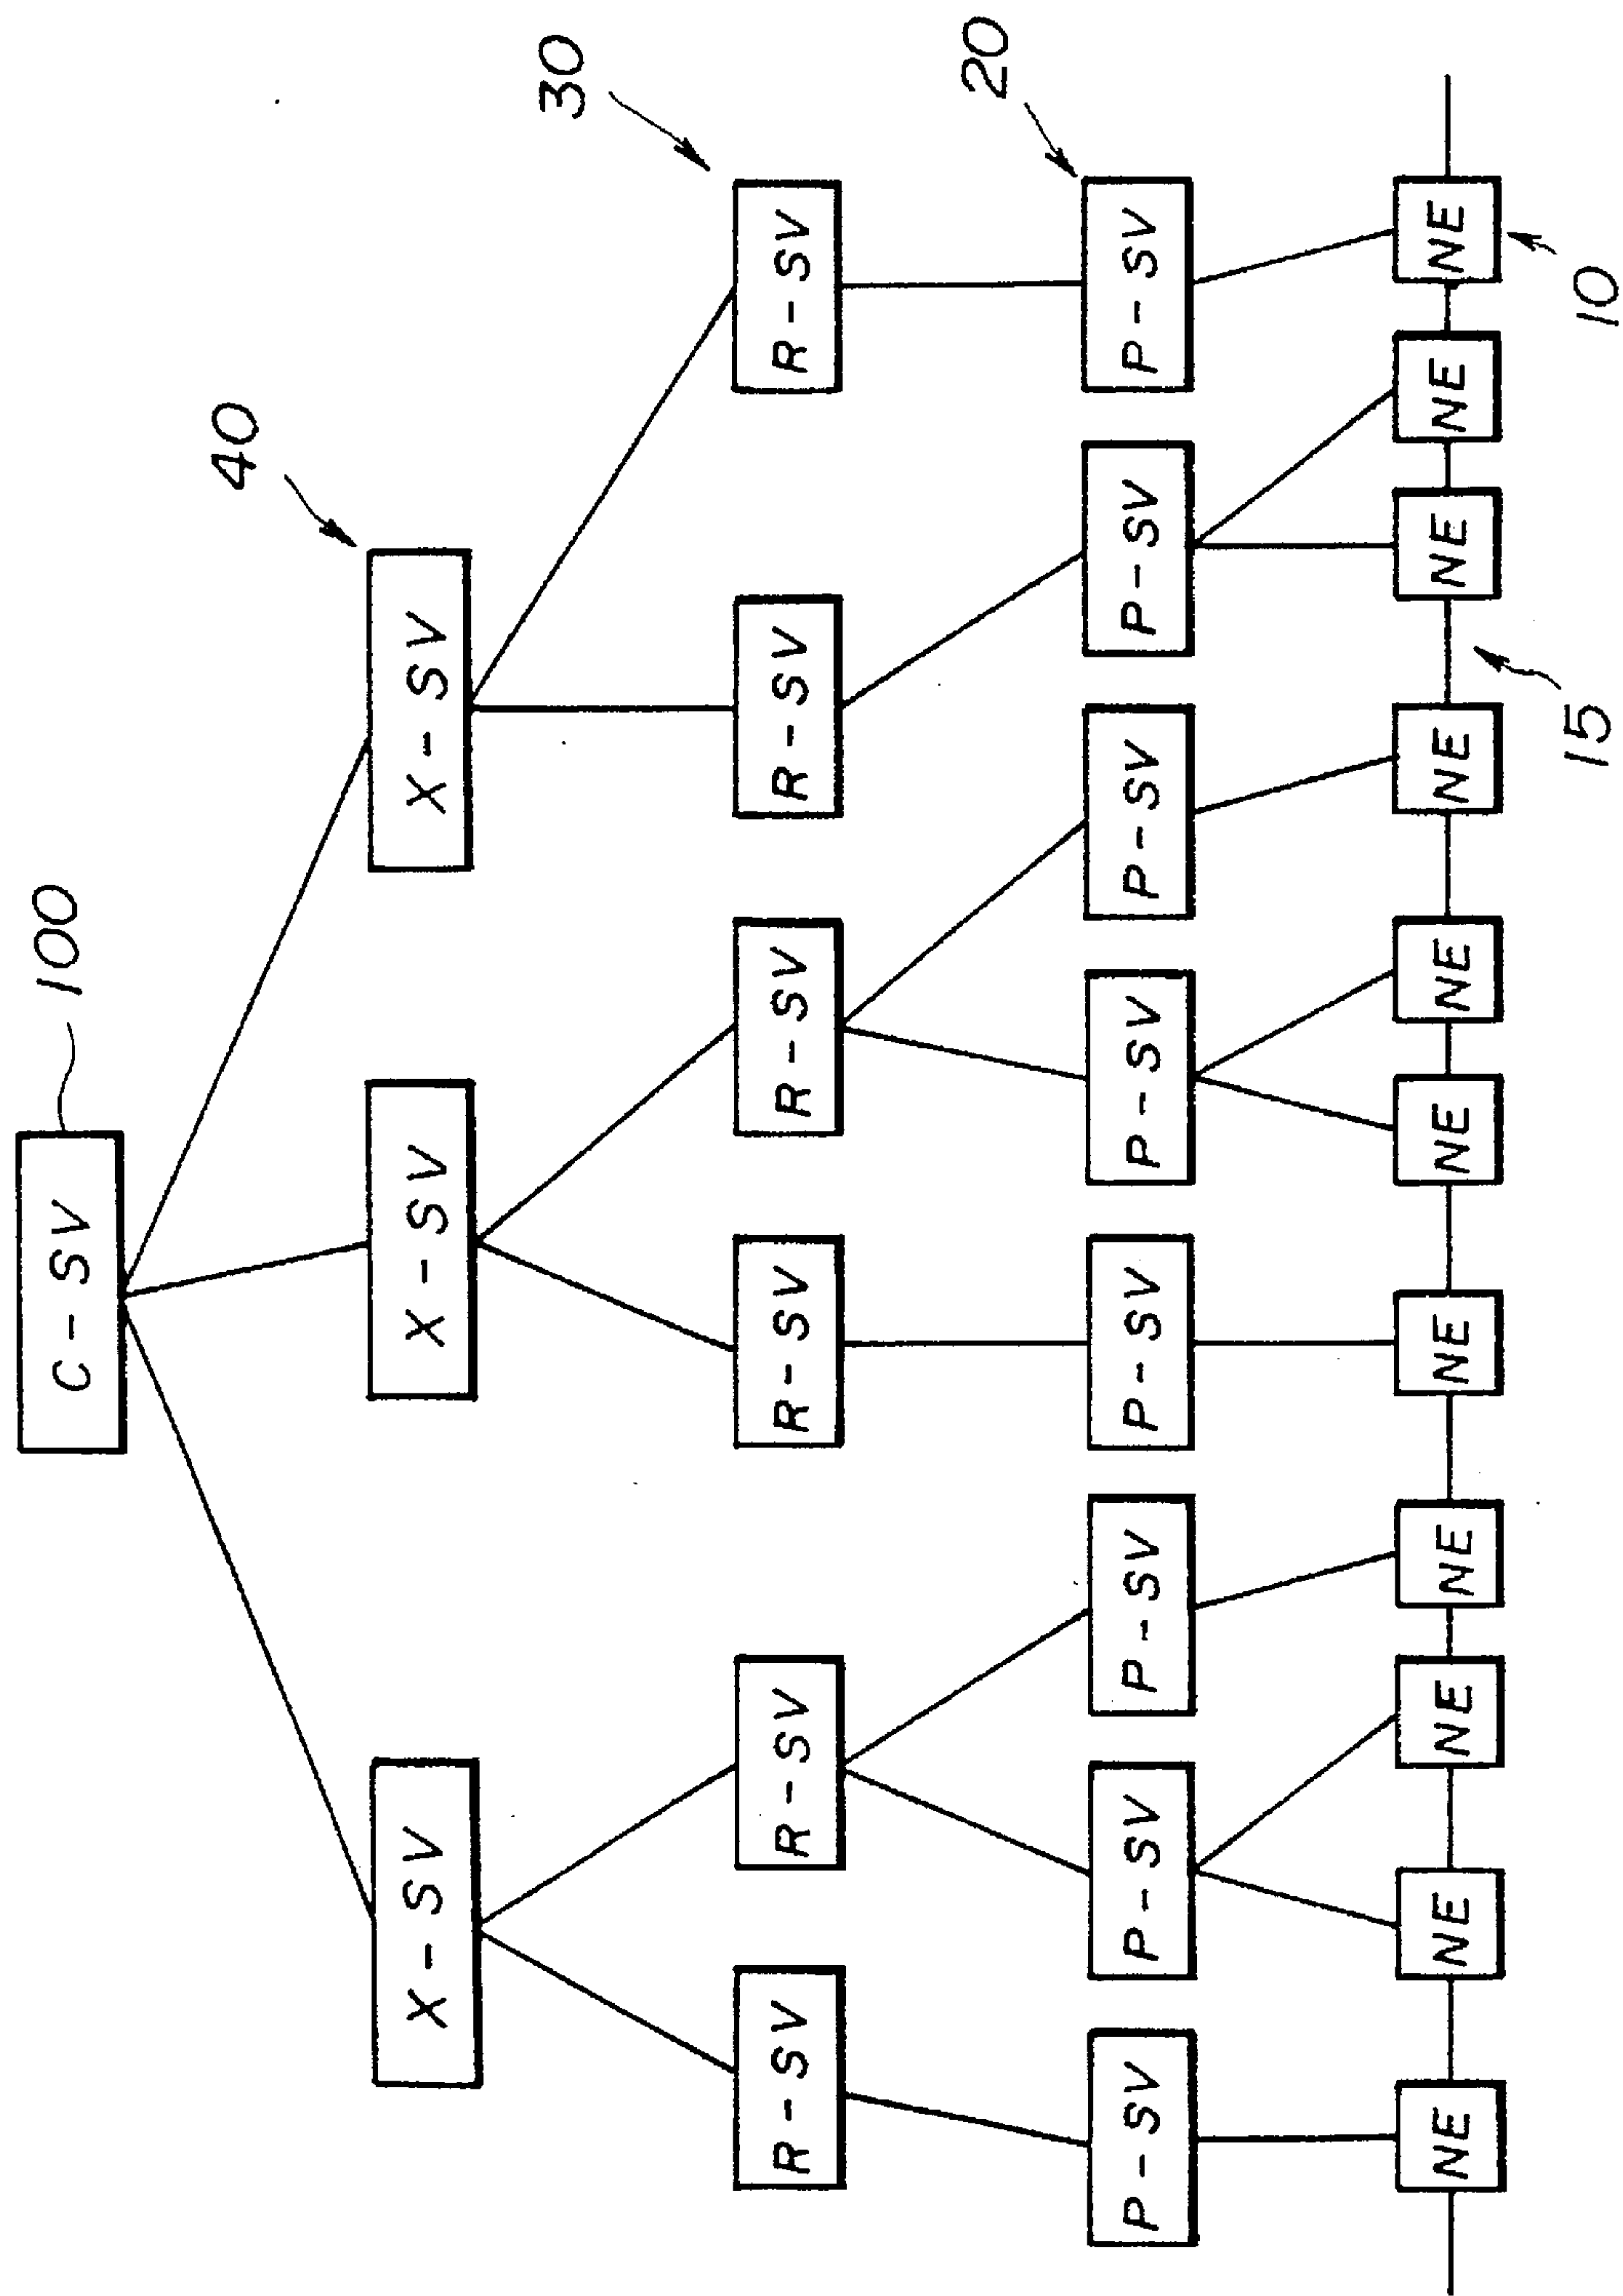 C-SV 100
40
X-SV X-SV X-SV
30
R-SV R-SV R-SV R-SV R-SV R-SV
20
P-SV P-SV P-SV P-SV P-SV P-SV P-SV P-SV
NE NE NE NE NE NE NE NE NE NE NE
15 10